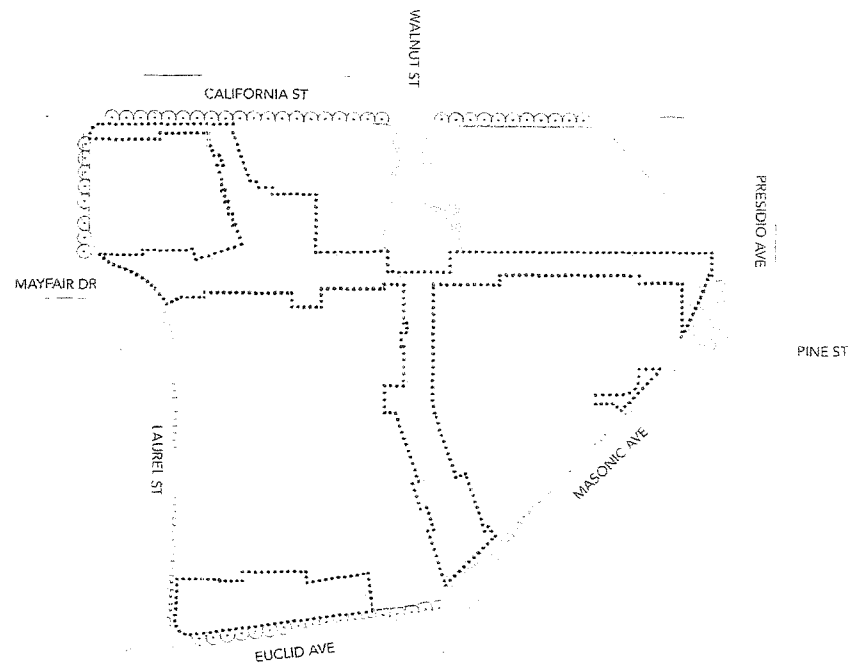 WALNUT ST
CALIFORNIA ST
PRESIDIO AVE
MAYFAIR DR
PINE ST
LAUREL ST
MASONIC AVE
EUCLID AVE